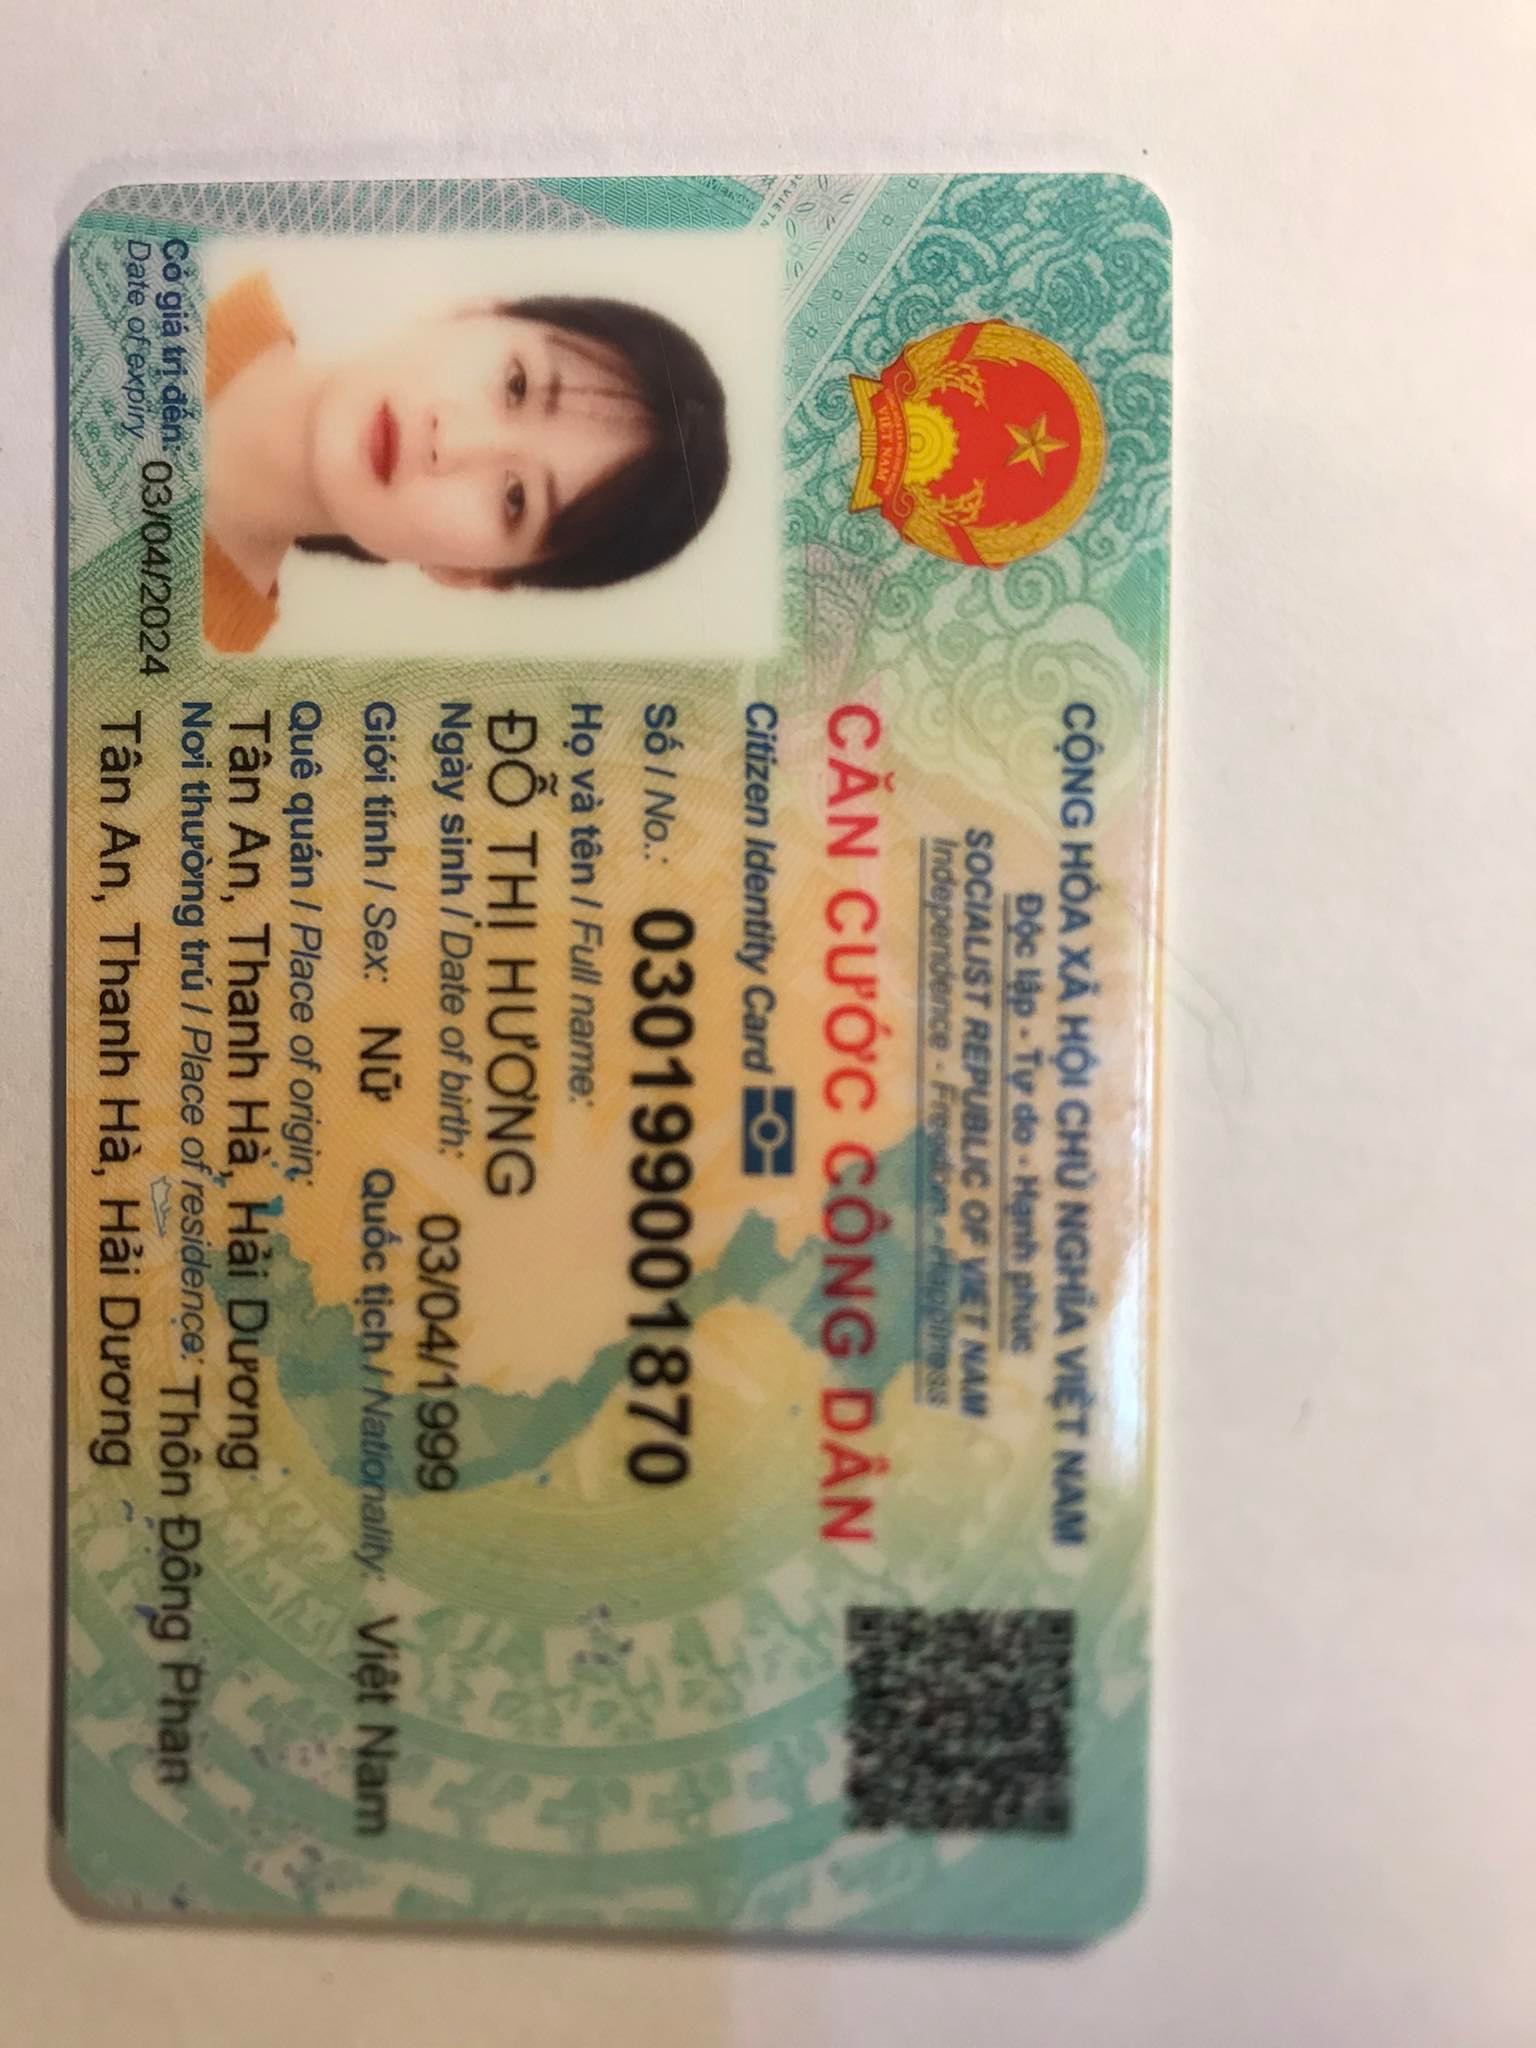 CỘNG HÒA XÃ HỘI CHỦ NGHĨA VIỆT NAM
Độc lập - Tự do - Hạnh phúc
SOCIALIST REPUBLIC OF VIET NAM
Independence - Freedom - Happiness
CĂN CƯỚC CÔNG DÂN
Citizen Identity Card
Số / No.: 030199001870
Họ và tên / Full name:
ĐỖ THỊ HƯƠNG
Ngày sinh / Date of birth: 03/04/1999
Giới tính / Sex: Nữ Quốc tịch / Nationality: Việt Nam
Quê quán / Place of origin:
Tân An, Thanh Hà, Hải Dương
Nơi thường trú / Place of residence: Thôn Đông Phan
Tân An, Thanh Hà, Hải Dương
Có giá trị đến: 03/04/2024
Date of expiry
VIỆT NAM